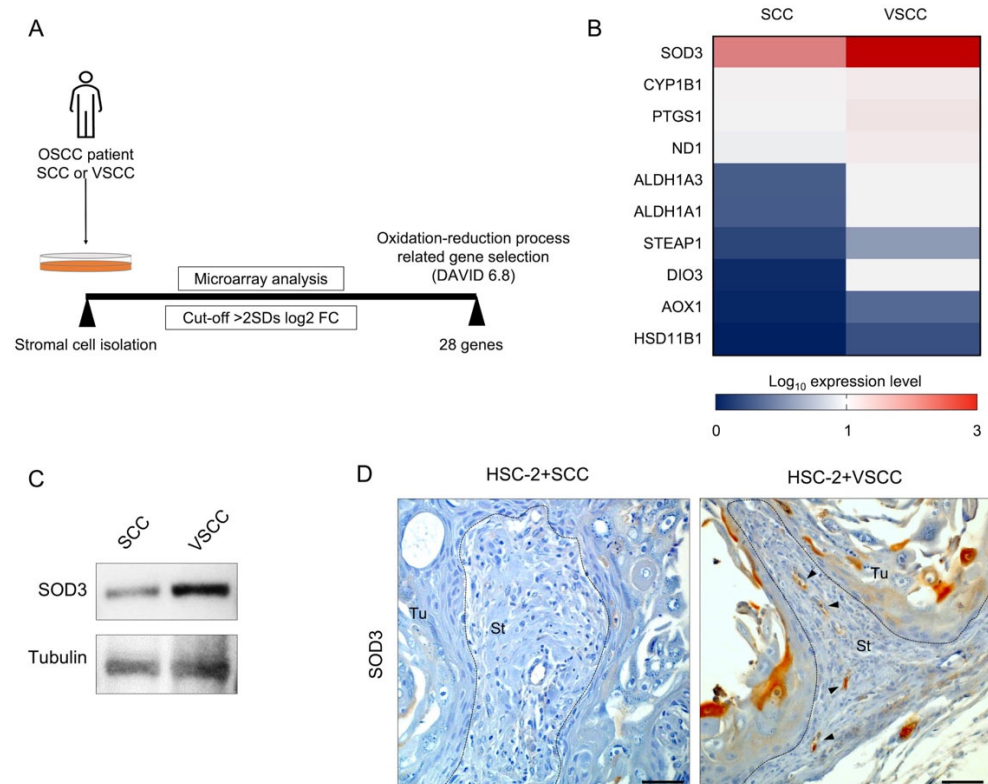 A
OSCC patient
SCC or VSCC
Microarray analysis
Cut-off >2SDs log2 FC
Oxidation-reduction process
related gene selection
(DAVID 6.8)
Stromal cell isolation
28 genes
B
SCC VSCC
SOD3
CYP1B1
PTGS1
ND1
ALDH1A3
ALDH1A1
STEAP1
DIO3
AOX1
HSD11B1
Log₁₀ expression level
0 1 3
C
SCC VSCC
SOD3
Tubulin
D
HSC-2+SCC HSC-2+VSCC
SOD3
Tu St
Tu
St